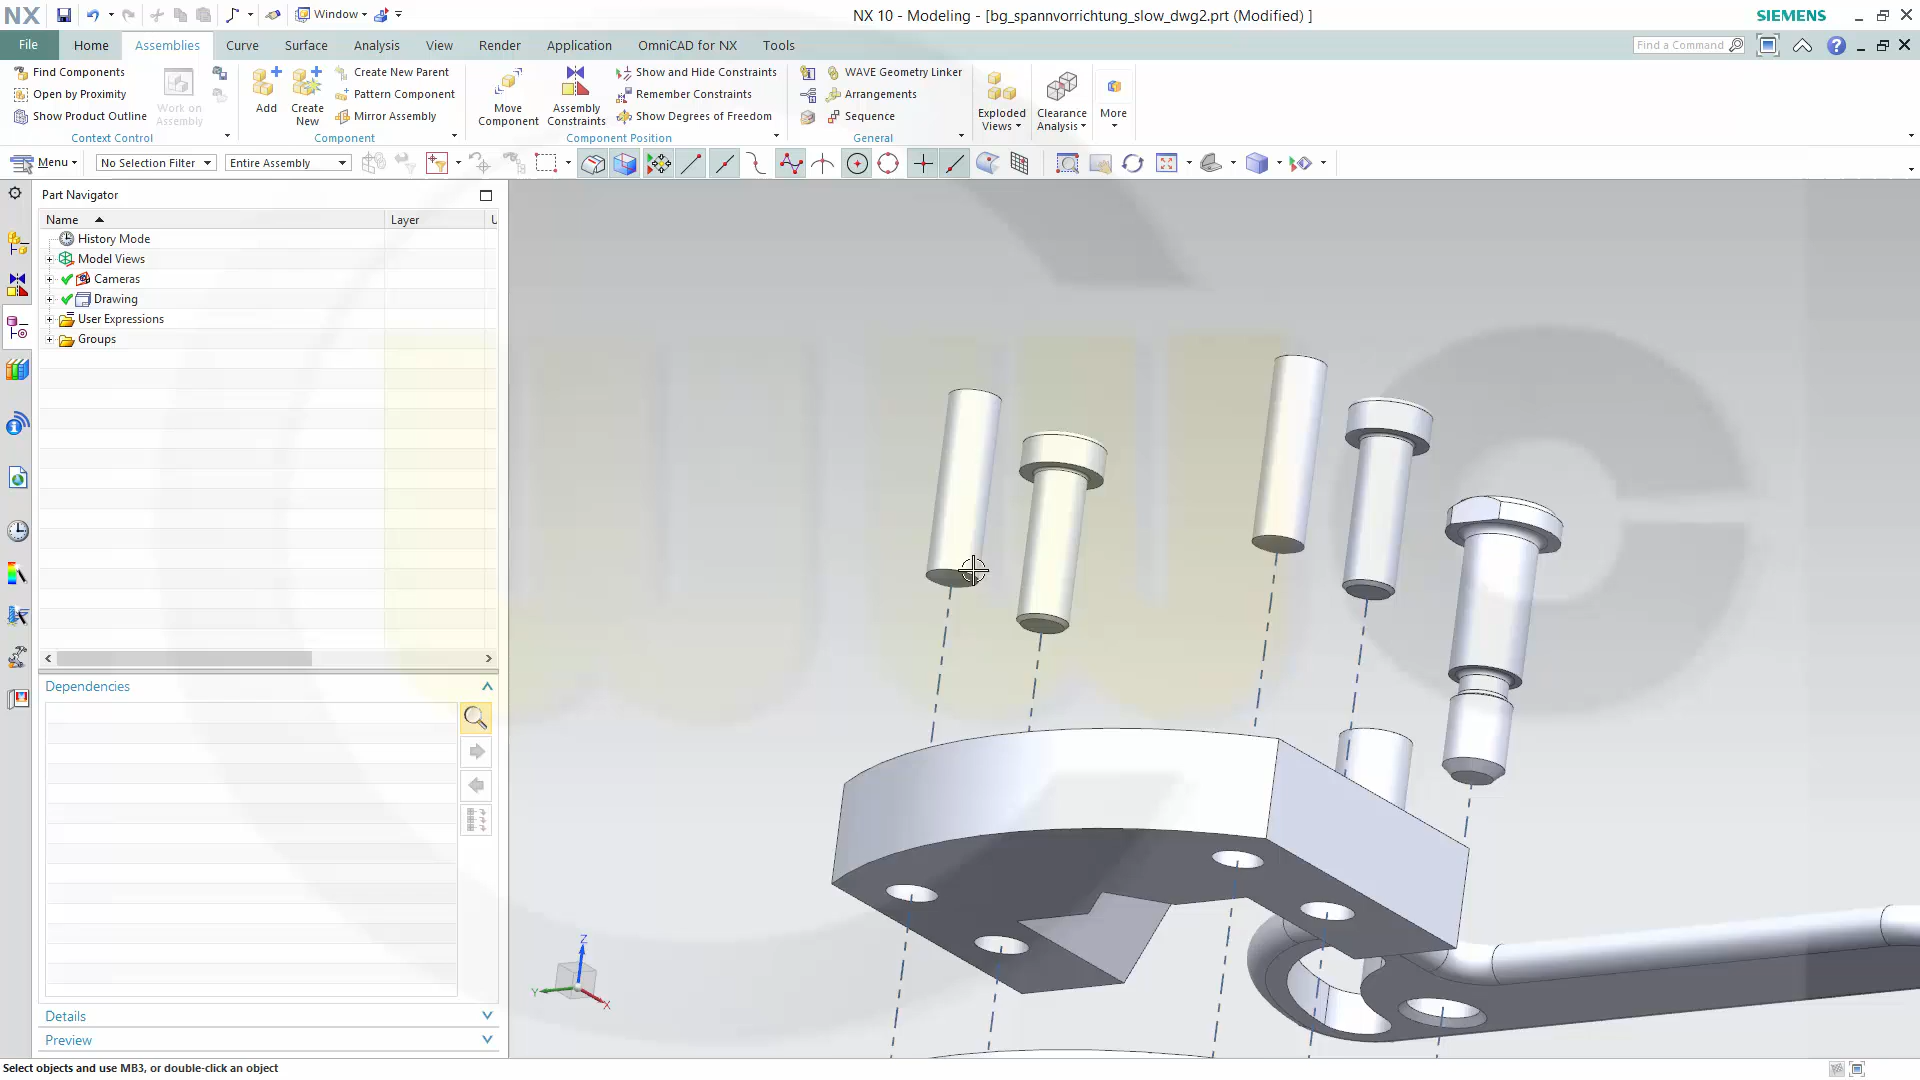 NX
Window
NX 10 - Modeling - [bg_spannvorrichtung_slow_dwg2.prt (Modified) ]
SIEMENS
File
Home
Assemblies
Curve
Surface
Analysis
View
Render
Application
OmniCAD for NX
Tools
Find a Command
Find Components
Open by Proximity
Show Product Outline
Work on Assembly
Context Control
Add
Create New
Create New Parent
Pattern Component
Mirror Assembly
Component
Move Component
Assembly Constraints
Show and Hide Constraints
Remember Constraints
Show Degrees of Freedom
Component Position
WAVE Geometry Linker
Arrangements
Sequence
General
Exploded Views
Clearance Analysis
More
Menu
No Selection Filter
Entire Assembly
Part Navigator
Name
Layer
U
History Mode
Model Views
Cameras
Drawing
User Expressions
Groups
Dependencies
Details
Preview
Z
Y
X
Select objects and use MB3, or double-click an object